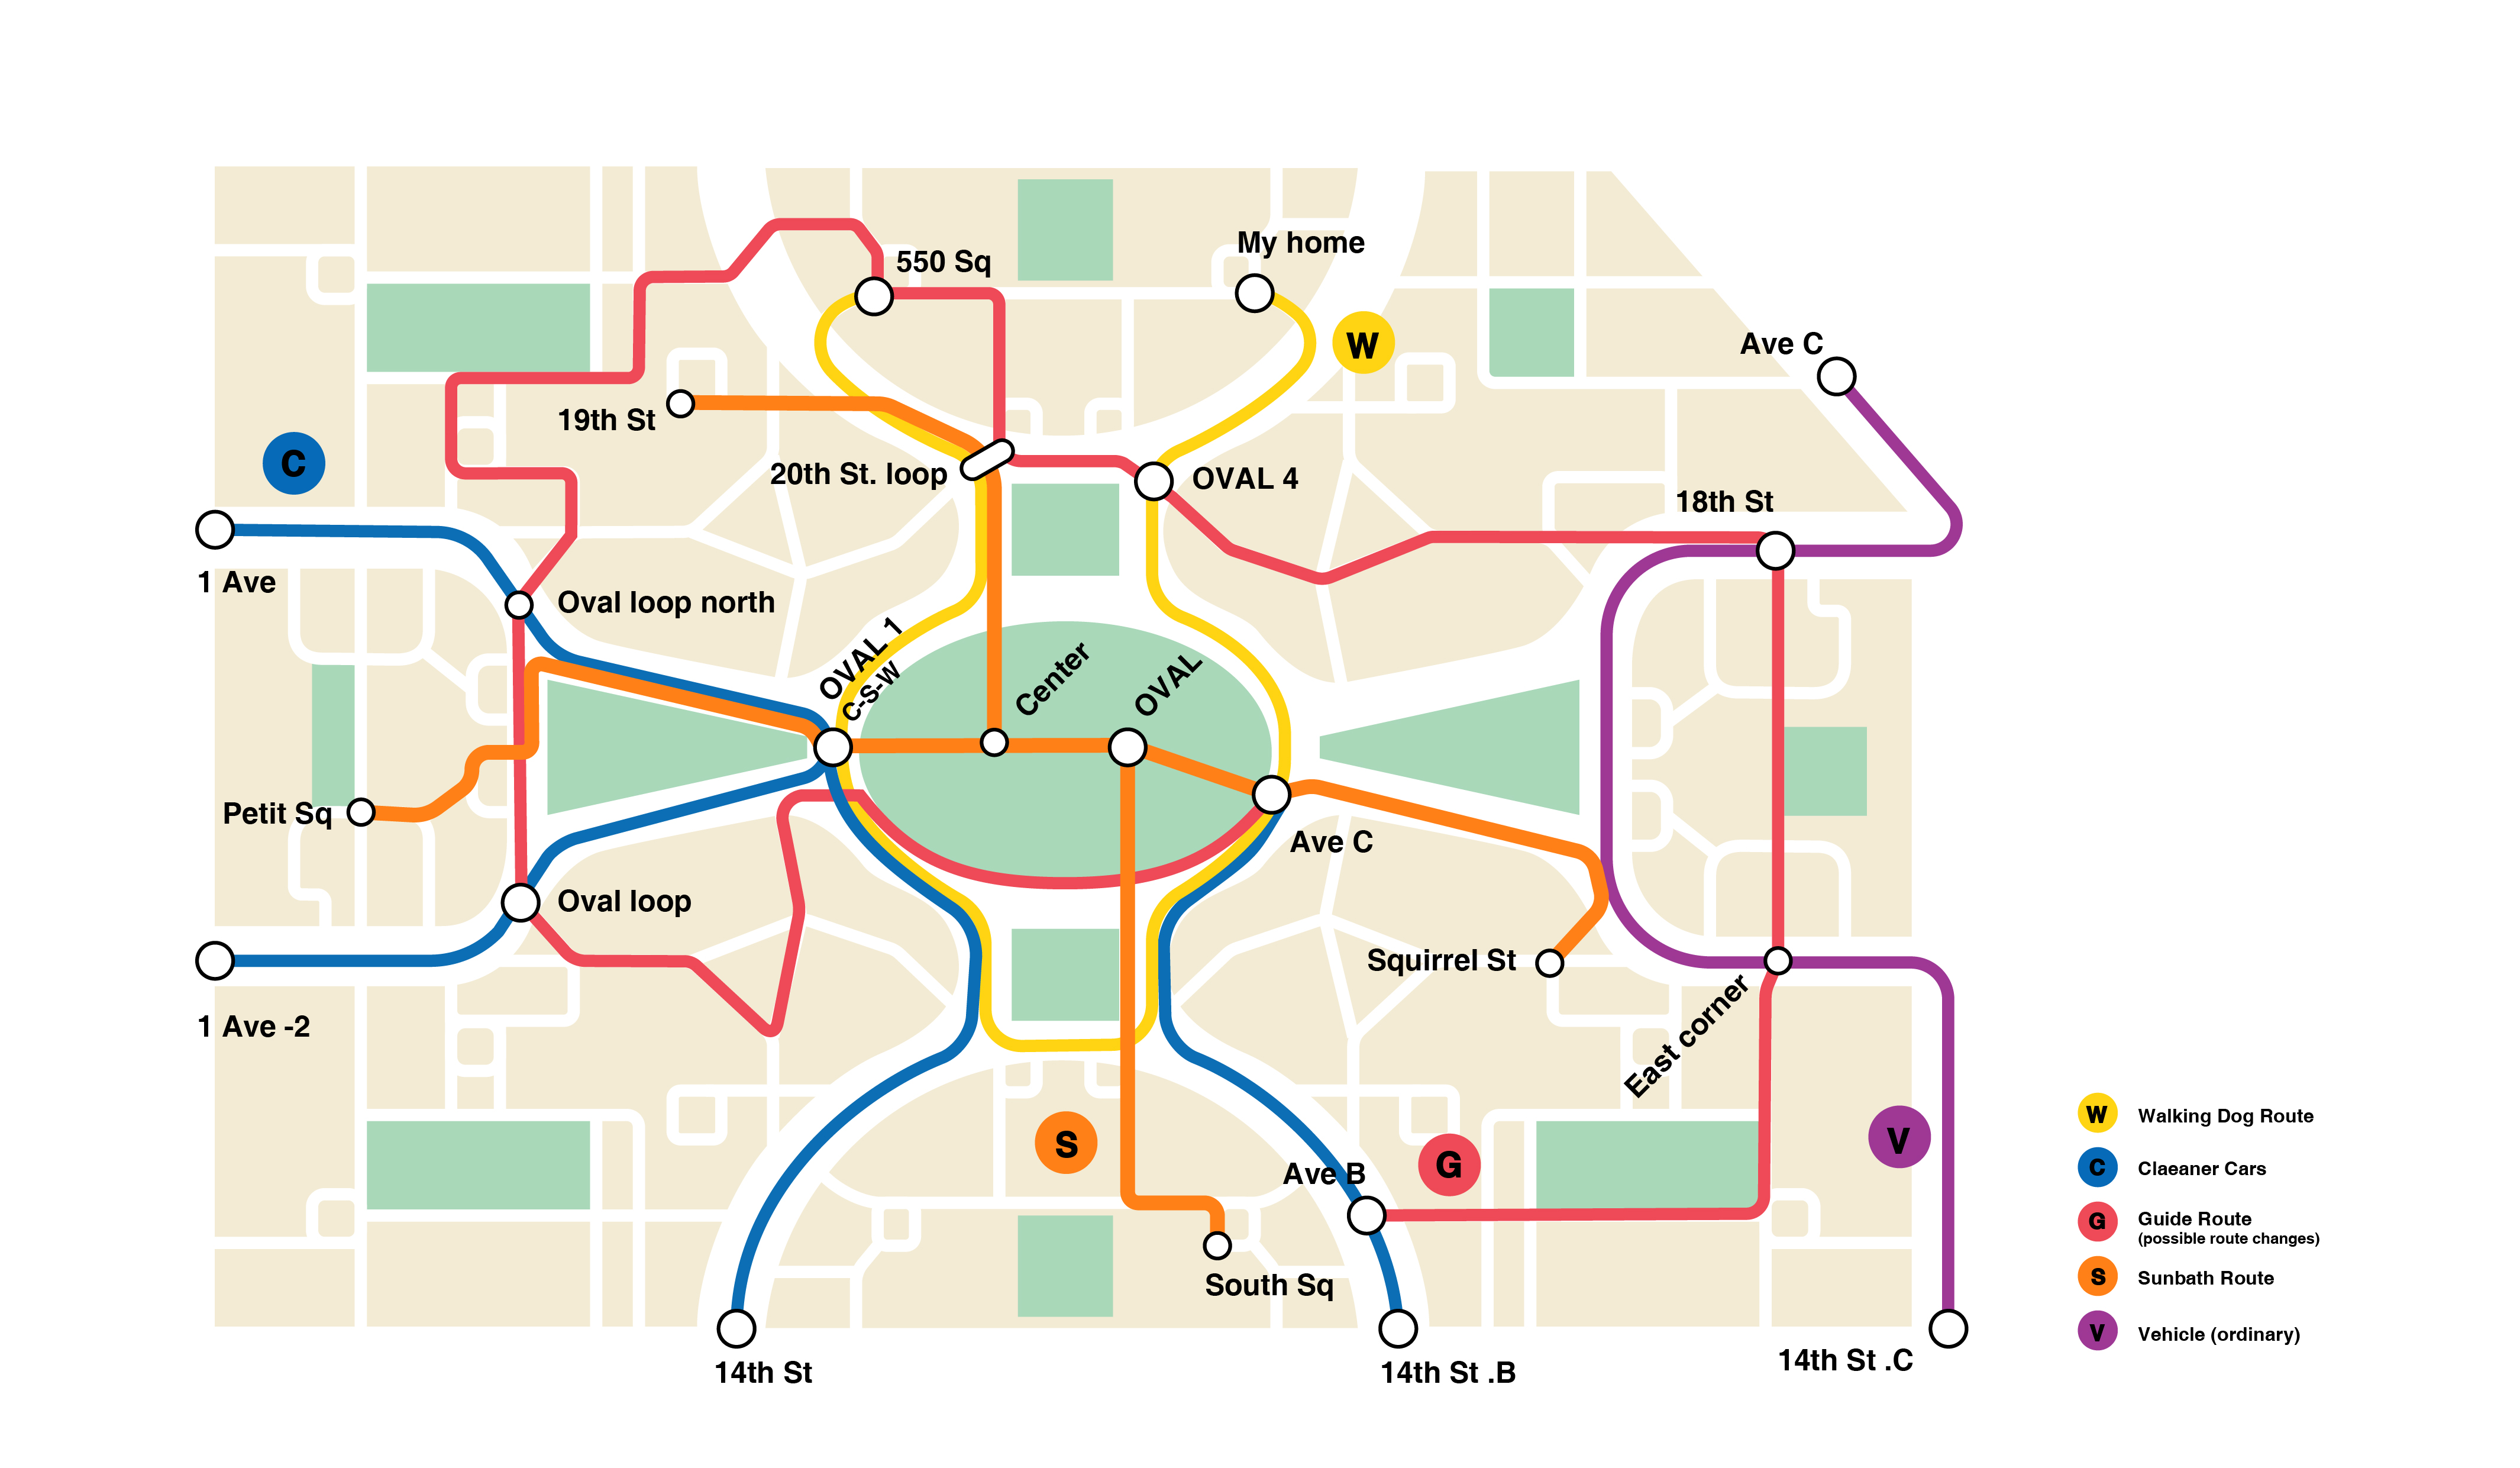 My home
550 Sq
W
Ave C
19th St
20th St. loop
OVAL 4
C
18th St
1 Ave
Oval loop north
OVAL 1
C-S-W
Center
OVAL
Petit Sq
Ave C
Oval loop
Squirrel St
1 Ave -2
East corner
S
Ave B
G
V
South Sq
14th St
14th St .B
14th St .C
W Walking Dog Route
C Claeaner Cars
G Guide Route
(possible route changes)
S Sunbath Route
V Vehicle (ordinary)